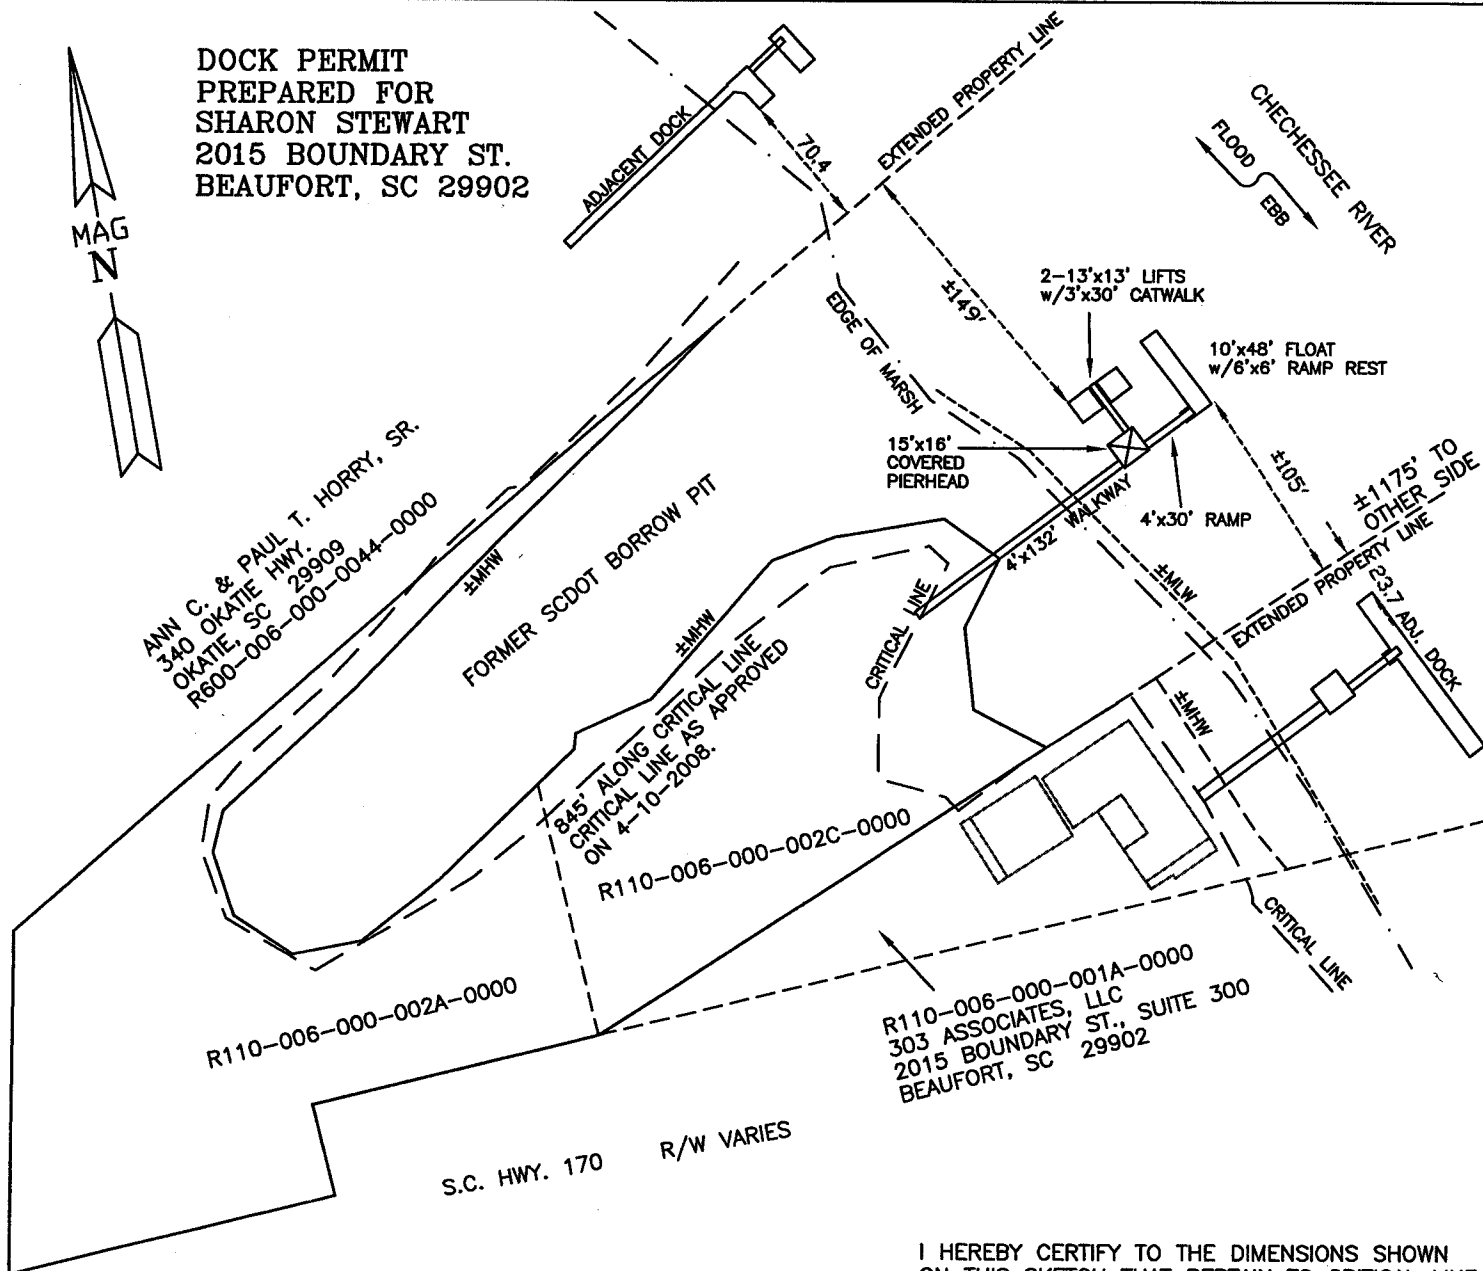 DOCK PERMIT
PREPARED FOR
SHARON STEWART
2015 BOUNDARY ST.
BEAUFORT, SC 29902
MAG
N
ADJACENT DOCK
70.4
EXTENDED PROPERTY LINE
CHECHESSEE RIVER
FLOOD
EBB
±149'
2-13'x13' LIFTS
w/3'x30' CATWALK
10'x48' FLOAT
w/6'x6' RAMP REST
EDGE OF MARSH
15'x16'
COVERED
PIERHEAD
4'x132' WALKWAY
4'x30' RAMP
±105'
±1175' TO
OTHER SIDE
EXTENDED PROPERTY LINE
23.7
ADJ. DOCK
±MLW
±MHW
ANN C. & PAUL T. HORRY, SR.
340 OKATIE HWY.
OKATIE, SC 29909
R600-006-000-0044-0000
±MHW
FORMER SCDOT BORROW PIT
±MHW
CRITICAL LINE
845' ALONG CRITICAL LINE
CRITICAL LINE AS APPROVED
ON 4-10-2008.
R110-006-000-002C-0000
R110-006-000-002A-0000
CRITICAL LINE
R110-006-000-001A-0000
303 ASSOCIATES, LLC
2015 BOUNDARY ST., SUITE 300
BEAUFORT, SC 29902
S.C. HWY. 170 R/W VARIES
I HEREBY CERTIFY TO THE DIMENSIONS SHOWN